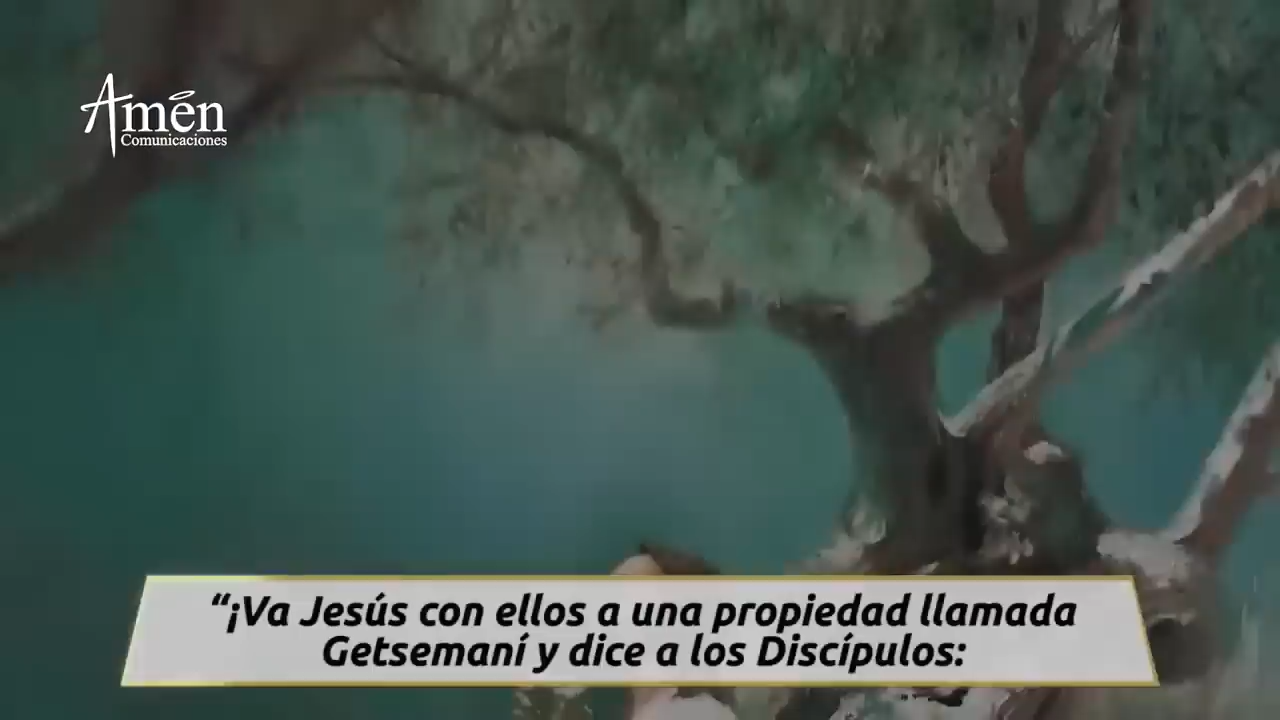 Amén
Comunicaciones
“¡Va Jesús con ellos a una propiedad llamada
Getsemaní y dice a los Discípulos: